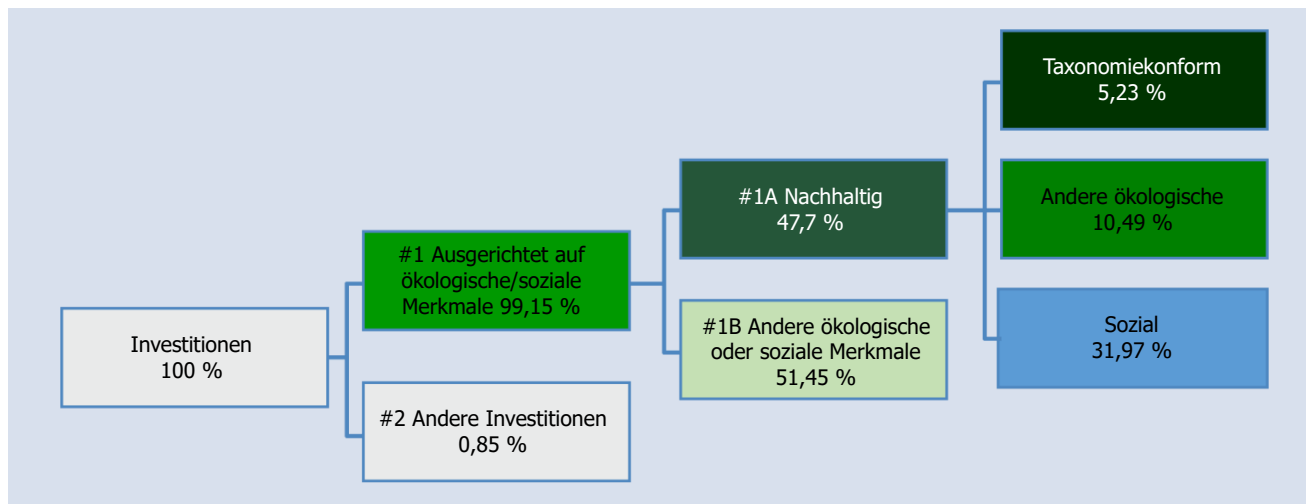 Investitionen
100 %
#1 Ausgerichtet auf
ökologische/soziale
Merkmale 99,15 %
#2 Andere Investitionen
0,85 %
#1A Nachhaltig
47,7 %
#1B Andere ökologische
oder soziale Merkmale
51,45 %
Taxonomiekonform
5,23 %
Andere ökologische
10,49 %
Sozial
31,97 %